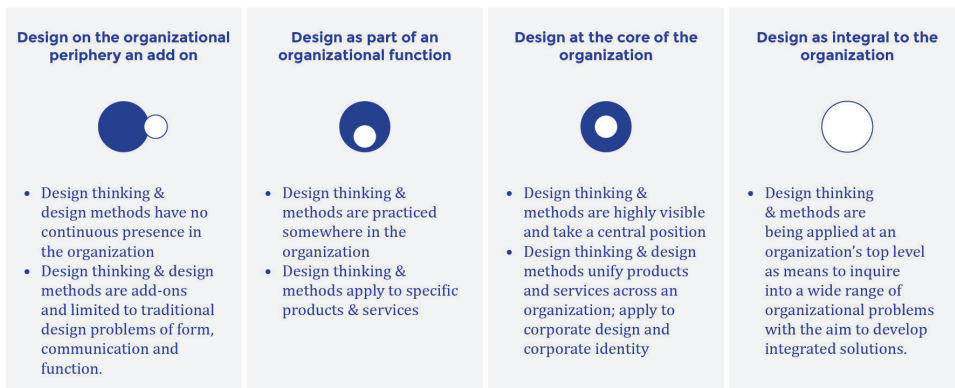 Design on the organizational
periphery an add on
• Design thinking &
design methods have no
continuous presence in
the organization
• Design thinking & design
methods are add-ons
and limited to traditional
design problems of form,
communication and
function.
Design as part of an
organizational function
• Design thinking &
methods are practiced
somewhere in the
organization
• Design thinking &
methods apply to specific
products & services
Design at the core of the
organization
• Design thinking &
methods are highly visible
and take a central position
• Design thinking & design
methods unify products
and services across an
organization; apply to
corporate design and
corporate identity
Design as integral to the
organization
• Design thinking
& methods are
being applied at an
organization’s top level
as means to inquire
into a wide range of
organizational problems
with the aim to develop
integrated solutions.